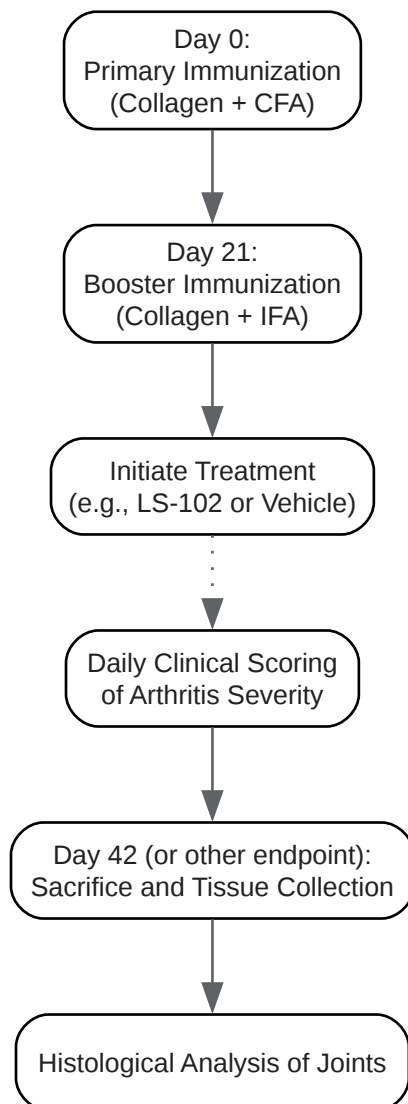 Day 0:
Primary Immunization
(Collagen + CFA)
Day 21:
Booster Immunization
(Collagen + IFA)
Initiate Treatment
(e.g., LS-102 or Vehicle)
Daily Clinical Scoring
of Arthritis Severity
Day 42 (or other endpoint):
Sacrifice and Tissue Collection
Histological Analysis of Joints